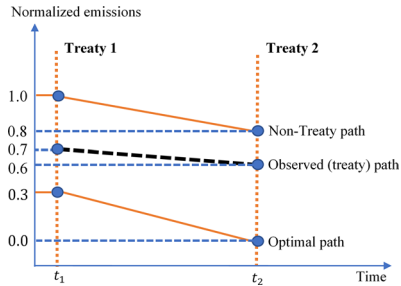 Normalized emissions
Treaty 1
Treaty 2
1.0
0.8
Non-Treaty path
0.7
0.6
Observed (treaty) path
0.3
0.0
Optimal path
t₁
t₂
Time